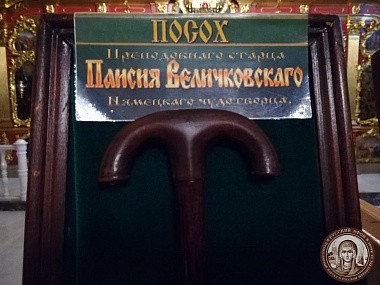 ПОСОХ
Преподобнаго старца
Паисия Величковскаго
Нямецкаго чудотворца.